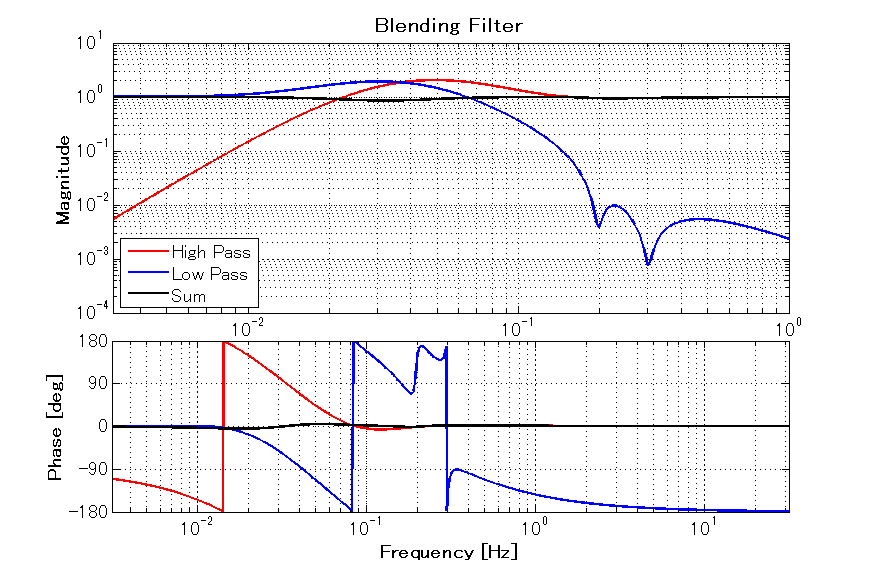 Blending Filter
10^1
10^0
10^-1
10^-2
10^-3
10^-4
Magnitude
High Pass
Low Pass
Sum
10^-2
10^-1
10^0
180
90
0
-90
-180
Phase [deg]
10^-2
10^-1
10^0
10^1
Frequency [Hz]